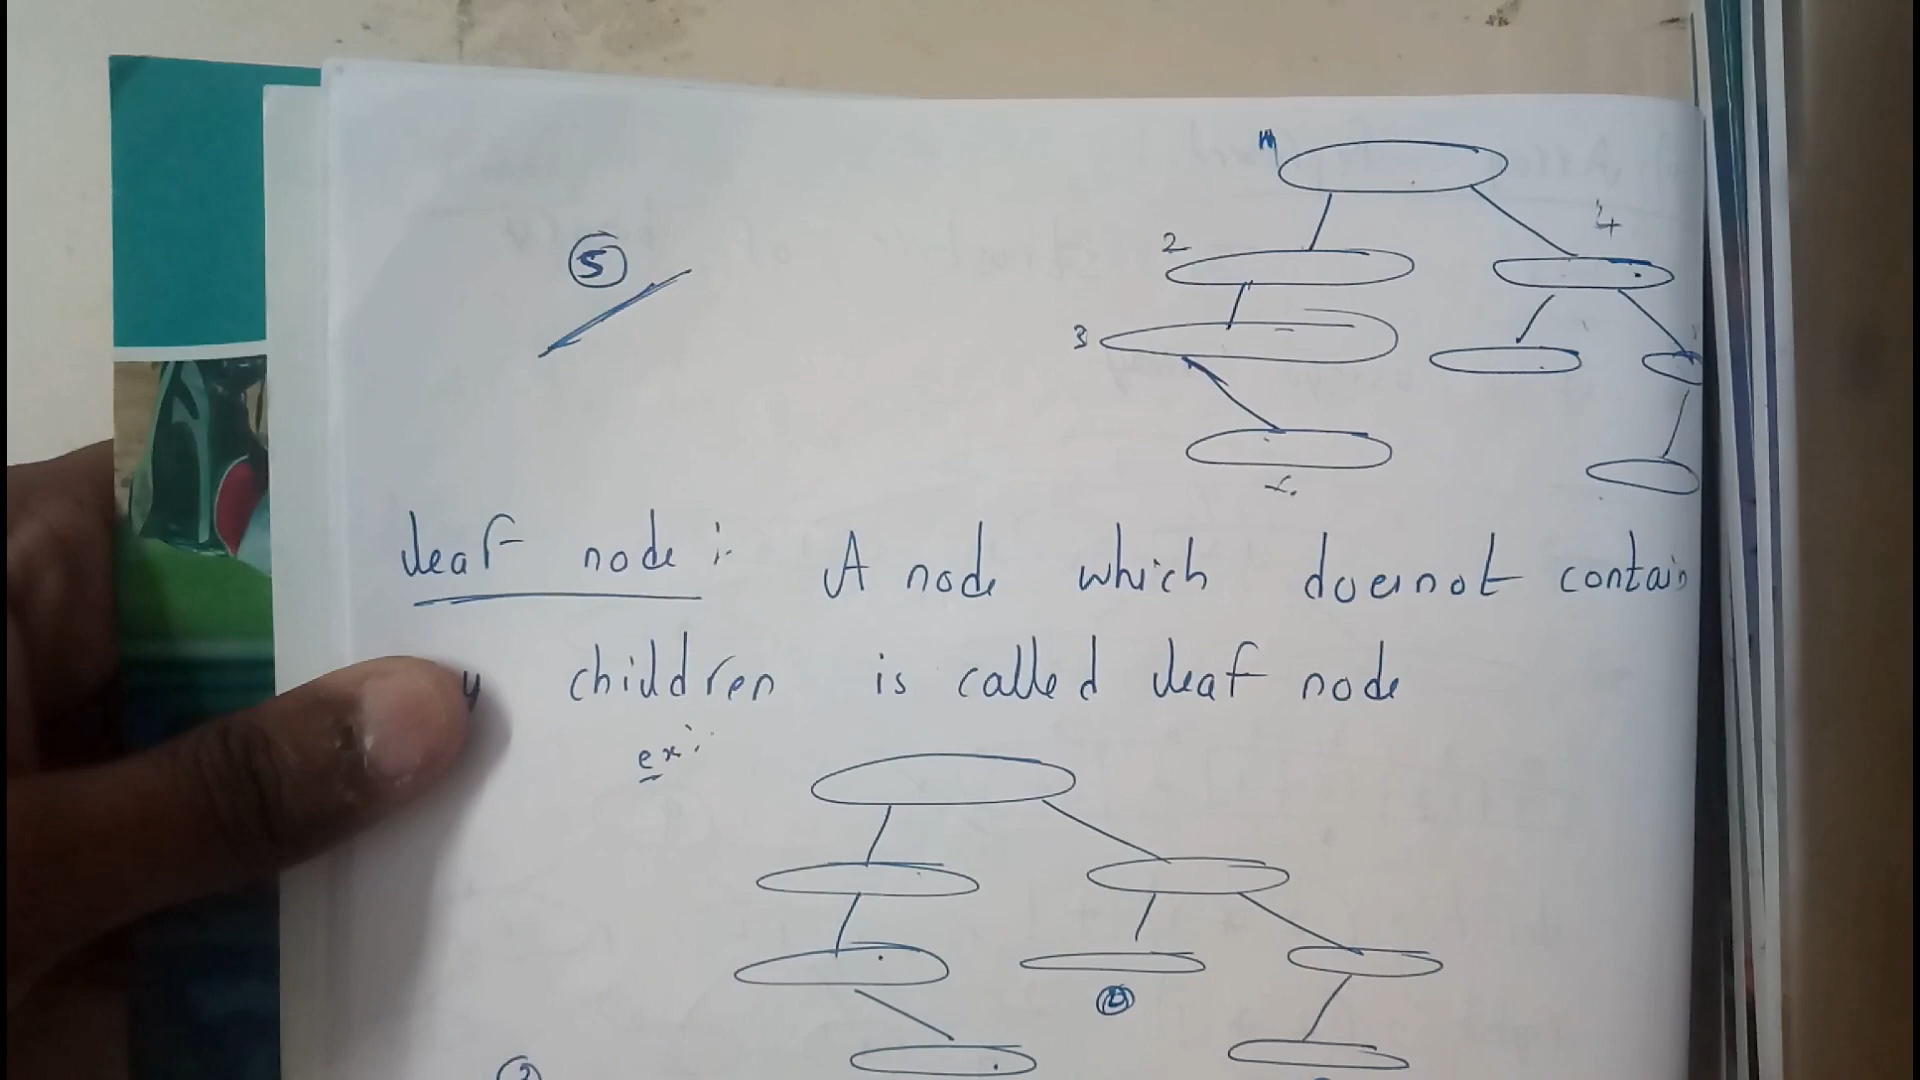 1
4
2
5
3
leaf node :-
A node which doesnot contain
y children is called leaf node
ex :-